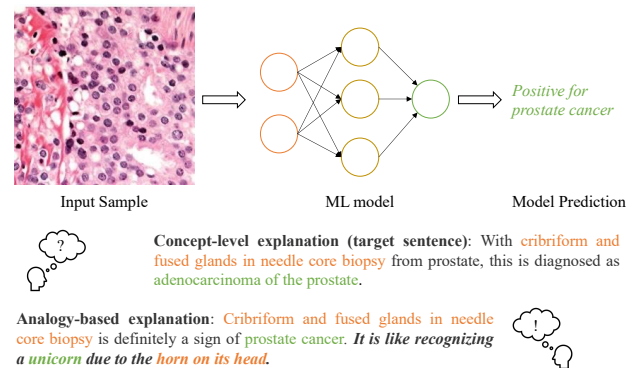 Positive for
prostate cancer
Input Sample
ML model
Model Prediction
?
Concept-level explanation (target sentence): With cribriform and
fused glands in needle core biopsy from prostate, this is diagnosed as
adenocarcinoma of the prostate.
Analogy-based explanation: Cribriform and fused glands in needle
core biopsy is definitely a sign of prostate cancer. It is like recognizing
a unicorn due to the horn on its head.
!